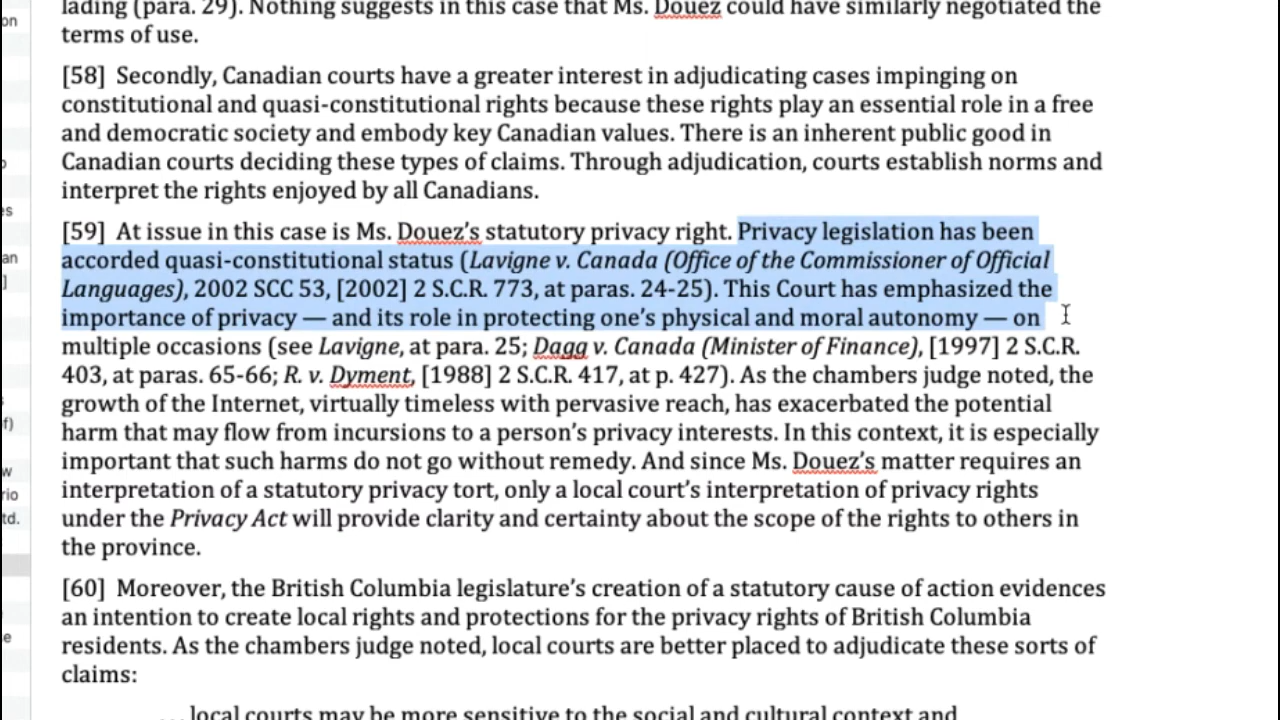 lading (para. 29). Nothing suggests in this case that Ms. Douez could have similarly negotiated the
terms of use.
[58] Secondly, Canadian courts have a greater interest in adjudicating cases impinging on
constitutional and quasi-constitutional rights because these rights play an essential role in a free
and democratic society and embody key Canadian values. There is an inherent public good in
Canadian courts deciding these types of claims. Through adjudication, courts establish norms and
interpret the rights enjoyed by all Canadians.
[59] At issue in this case is Ms. Douez’s statutory privacy right. Privacy legislation has been
accorded quasi-constitutional status (Lavigne v. Canada (Office of the Commissioner of Official
Languages), 2002 SCC 53, [2002] 2 S.C.R. 773, at paras. 24-25). This Court has emphasized the
importance of privacy — and its role in protecting one’s physical and moral autonomy — on
multiple occasions (see Lavigne, at para. 25; Dagg v. Canada (Minister of Finance), [1997] 2 S.C.R.
403, at paras. 65-66; R. v. Dyment, [1988] 2 S.C.R. 417, at p. 427). As the chambers judge noted, the
growth of the Internet, virtually timeless with pervasive reach, has exacerbated the potential
harm that may flow from incursions to a person’s privacy interests. In this context, it is especially
important that such harms do not go without remedy. And since Ms. Douez’s matter requires an
interpretation of a statutory privacy tort, only a local court’s interpretation of privacy rights
under the Privacy Act will provide clarity and certainty about the scope of the rights to others in
the province.
[60] Moreover, the British Columbia legislature’s creation of a statutory cause of action evidences
an intention to create local rights and protections for the privacy rights of British Columbia
residents. As the chambers judge noted, local courts are better placed to adjudicate these sorts of
claims:
. . . local courts may be more sensitive to the social and cultural context and